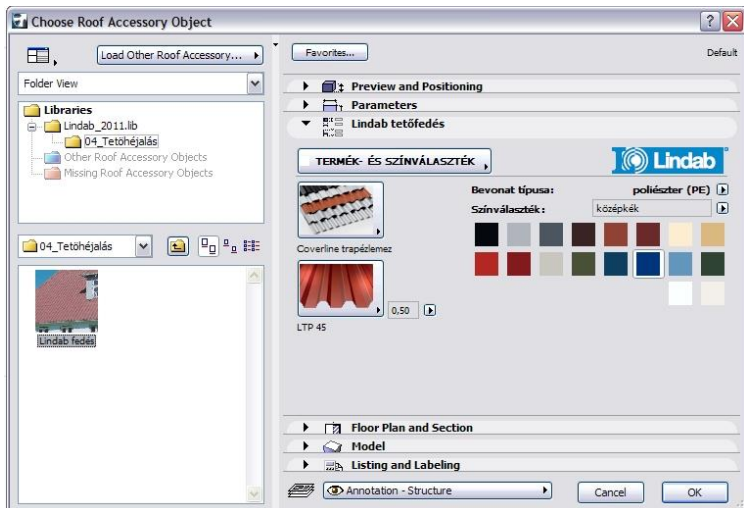 Choose Roof Accessory Object
Load Other Roof Accessory...
Folder View
Libraries
Lindab_2011.lib
04_Tetöhéjalás
Other Roof Accessory Objects
Missing Roof Accessory Objects
04_Tetöhéjalás
Lindab fedés
Favorites...
Default
Preview and Positioning
Parameters
Lindab tetőfedés
TERMÉK- ÉS SZÍNVÁLASZTÉK
Lindab
Bevonat típusa:
poliészter (PE)
Színválaszték:
középkék
Coverline trapézlemez
0,50
LTP 45
Floor Plan and Section
Model
Listing and Labeling
Annotation - Structure
Cancel
OK